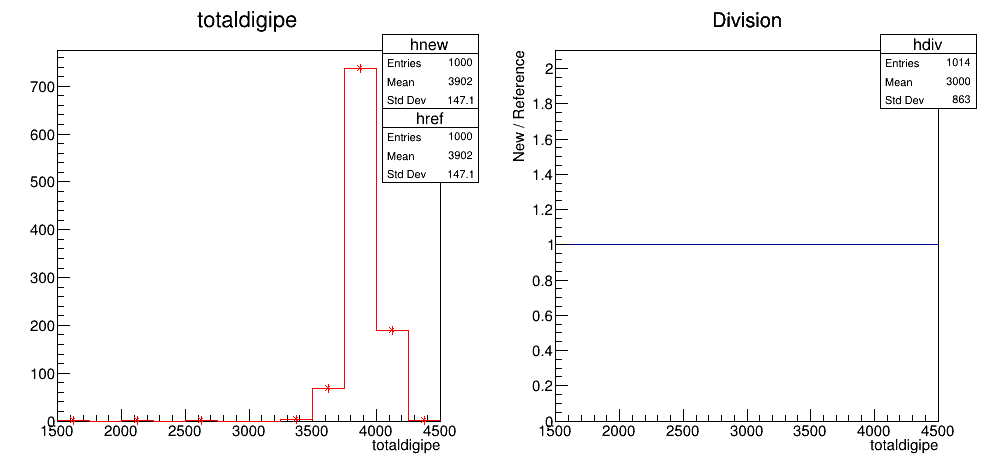 totaldigipe
hnew
Entries 1000
Mean 3902
Std Dev 147.1
href
Entries 1000
Mean 3902
Std Dev 147.1
700
600
500
400
300
200
100
0
1500 2000 2500 3000 3500 4000 4500
totaldigipe
Division
hdiv
Entries 1014
Mean 3000
Std Dev 863
New / Reference
2
1.8
1.6
1.4
1.2
1
0.8
0.6
0.4
0.2
0
1500 2000 2500 3000 3500 4000 4500
totaldigipe